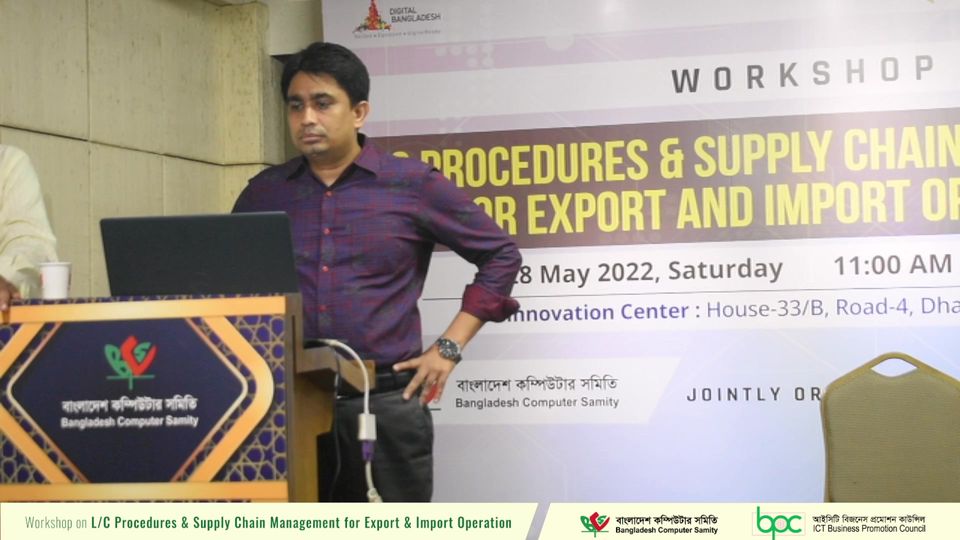 DIGITAL
BANGLADESH
WORKSHOP
PROCEDURES & SUPPLY CHAIN
OR EXPORT AND IMPORT OP
28 May 2022, Saturday 11:00 AM
Innovation Center : House-33/B, Road-4, Dha
বাংলাদেশ কম্পিউটার সমিতি
Bangladesh Computer Samity
JOINTLY OR
BCS
বাংলাদেশ কম্পিউটার সমিতি
Bangladesh Computer Samity
Workshop on L/C Procedures & Supply Chain Management for Export & Import Operation
বাংলাদেশ কম্পিউটার সমিতি
Bangladesh Computer Samity
bpc
আইসিটি বিজনেস প্রমোশন কাউন্সিল
ICT Business Promotion Council